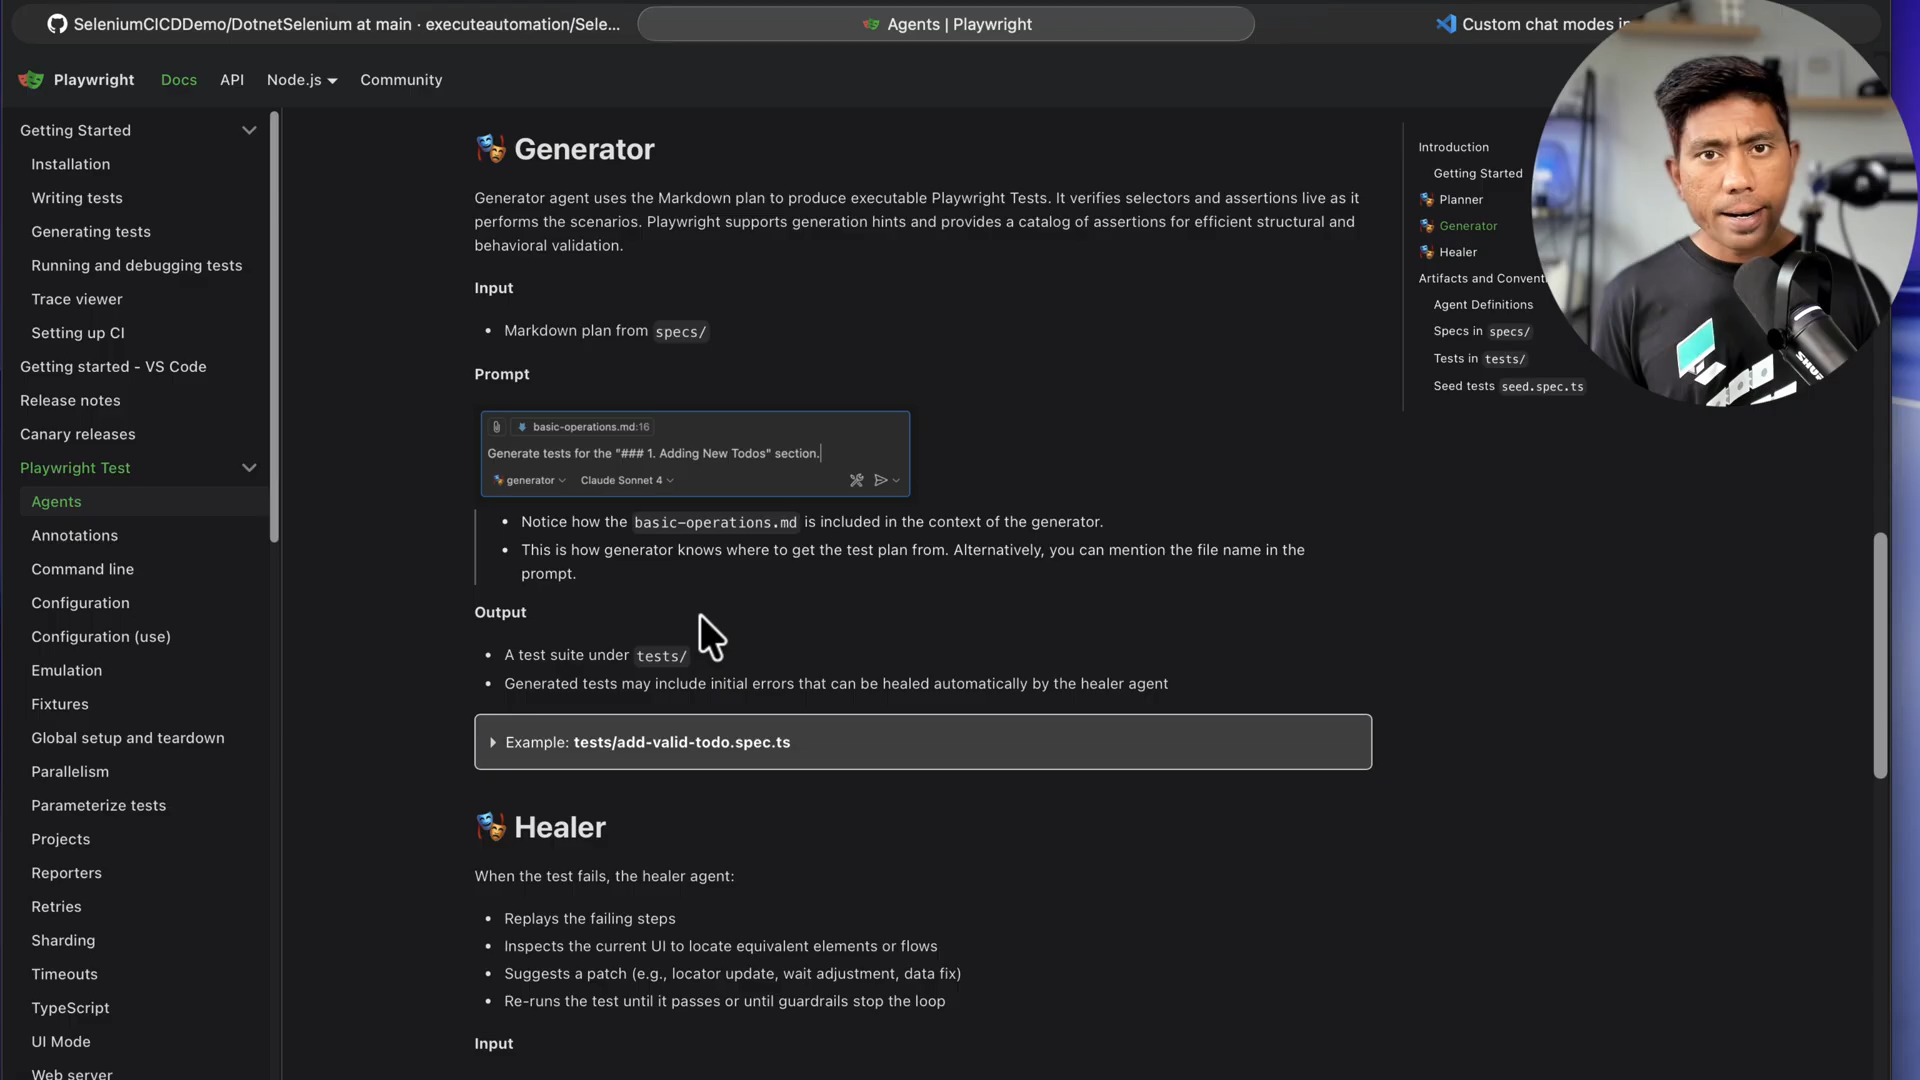 SeleniumCICDDemo/DotnetSelenium at main · executeautomation/Sele...
Agents | Playwright
Custom chat modes in
Playwright
Docs
API
Node.js
Community
Getting Started
Installation
Writing tests
Generating tests
Running and debugging tests
Trace viewer
Setting up CI
Getting started - VS Code
Release notes
Canary releases
Playwright Test
Agents
Annotations
Command line
Configuration
Configuration (use)
Emulation
Fixtures
Global setup and teardown
Parallelism
Parameterize tests
Projects
Reporters
Retries
Sharding
Timeouts
TypeScript
UI Mode
Web server
Generator
Generator agent uses the Markdown plan to produce executable Playwright Tests. It verifies selectors and assertions live as it
performs the scenarios. Playwright supports generation hints and provides a catalog of assertions for efficient structural and
behavioral validation.
Input
• Markdown plan from specs/
Prompt
basic-operations.md:16
Generate tests for the "### 1. Adding New Todos" section.
generator
Claude Sonnet 4
• Notice how the basic-operations.md is included in the context of the generator.
• This is how generator knows where to get the test plan from. Alternatively, you can mention the file name in the
prompt.
Output
• A test suite under tests/
• Generated tests may include initial errors that can be healed automatically by the healer agent
Example: tests/add-valid-todo.spec.ts
Healer
When the test fails, the healer agent:
• Replays the failing steps
• Inspects the current UI to locate equivalent elements or flows
• Suggests a patch (e.g., locator update, wait adjustment, data fix)
• Re-runs the test until it passes or until guardrails stop the loop
Input
Introduction
Getting Started
Planner
Generator
Healer
Artifacts and Conventi
Agent Definitions
Specs in specs/
Tests in tests/
Seed tests seed.spec.ts
SHURE